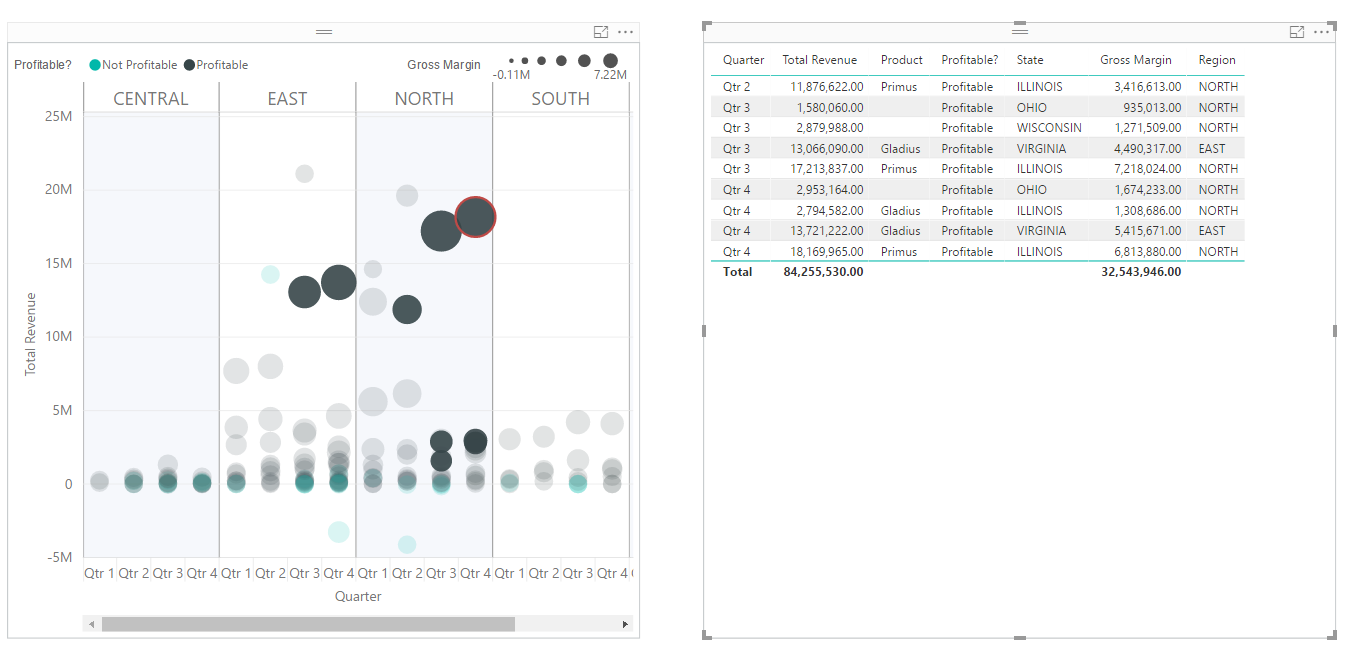 Profitable? Not Profitable Profitable Gross Margin
-0.11M 7.22M
CENTRAL EAST NORTH SOUTH
25M
20M
15M
10M
5M
0
-5M
Total Revenue
Qtr 1 Qtr 2 Qtr 3 Qtr 4 Qtr 1 Qtr 2 Qtr 3 Qtr 4 Qtr 1 Qtr 2 Qtr 3 Qtr 4 Qtr 1 Qtr 2 Qtr 3 Qtr 4
Quarter
Quarter Total Revenue Product Profitable? State Gross Margin Region
Qtr 2 11,876,622.00 Primus Profitable ILLINOIS 3,416,613.00 NORTH
Qtr 3 1,580,060.00 Profitable OHIO 935,013.00 NORTH
Qtr 3 2,879,988.00 Profitable WISCONSIN 1,271,509.00 NORTH
Qtr 3 13,066,090.00 Gladius Profitable VIRGINIA 4,490,317.00 EAST
Qtr 3 17,213,837.00 Primus Profitable ILLINOIS 7,218,024.00 NORTH
Qtr 4 2,953,164.00 Profitable OHIO 1,674,233.00 NORTH
Qtr 4 2,794,582.00 Gladius Profitable ILLINOIS 1,308,686.00 NORTH
Qtr 4 13,721,222.00 Gladius Profitable VIRGINIA 5,415,671.00 EAST
Qtr 4 18,169,965.00 Primus Profitable ILLINOIS 6,813,880.00 NORTH
Total 84,255,530.00 32,543,946.00